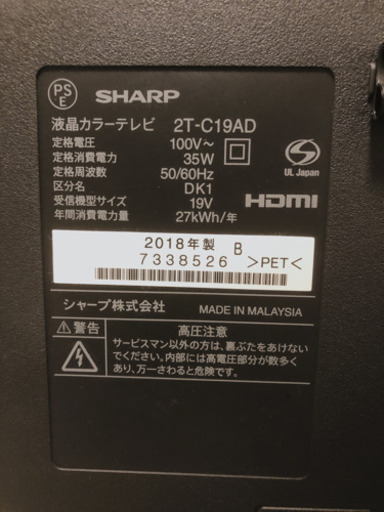 PS
E
SHARP
液晶カラーテレビ 2T-C19AD
定格電圧 100V~
定格消費電力 35W
定格周波数 50/60Hz
区分名 DK1
受信機型サイズ 19V
年間消費電力量 27kWh/年
S
UL Japan
HDMI
2018年製 B
7338526 >PET<
シャープ株式会社 MADE IN MALAYSIA
警告 高圧注意
サービスマン以外の方は、裏ぶたをあけない
でください。内部には高電圧部分が数多く
あり、万一さわると危険です。